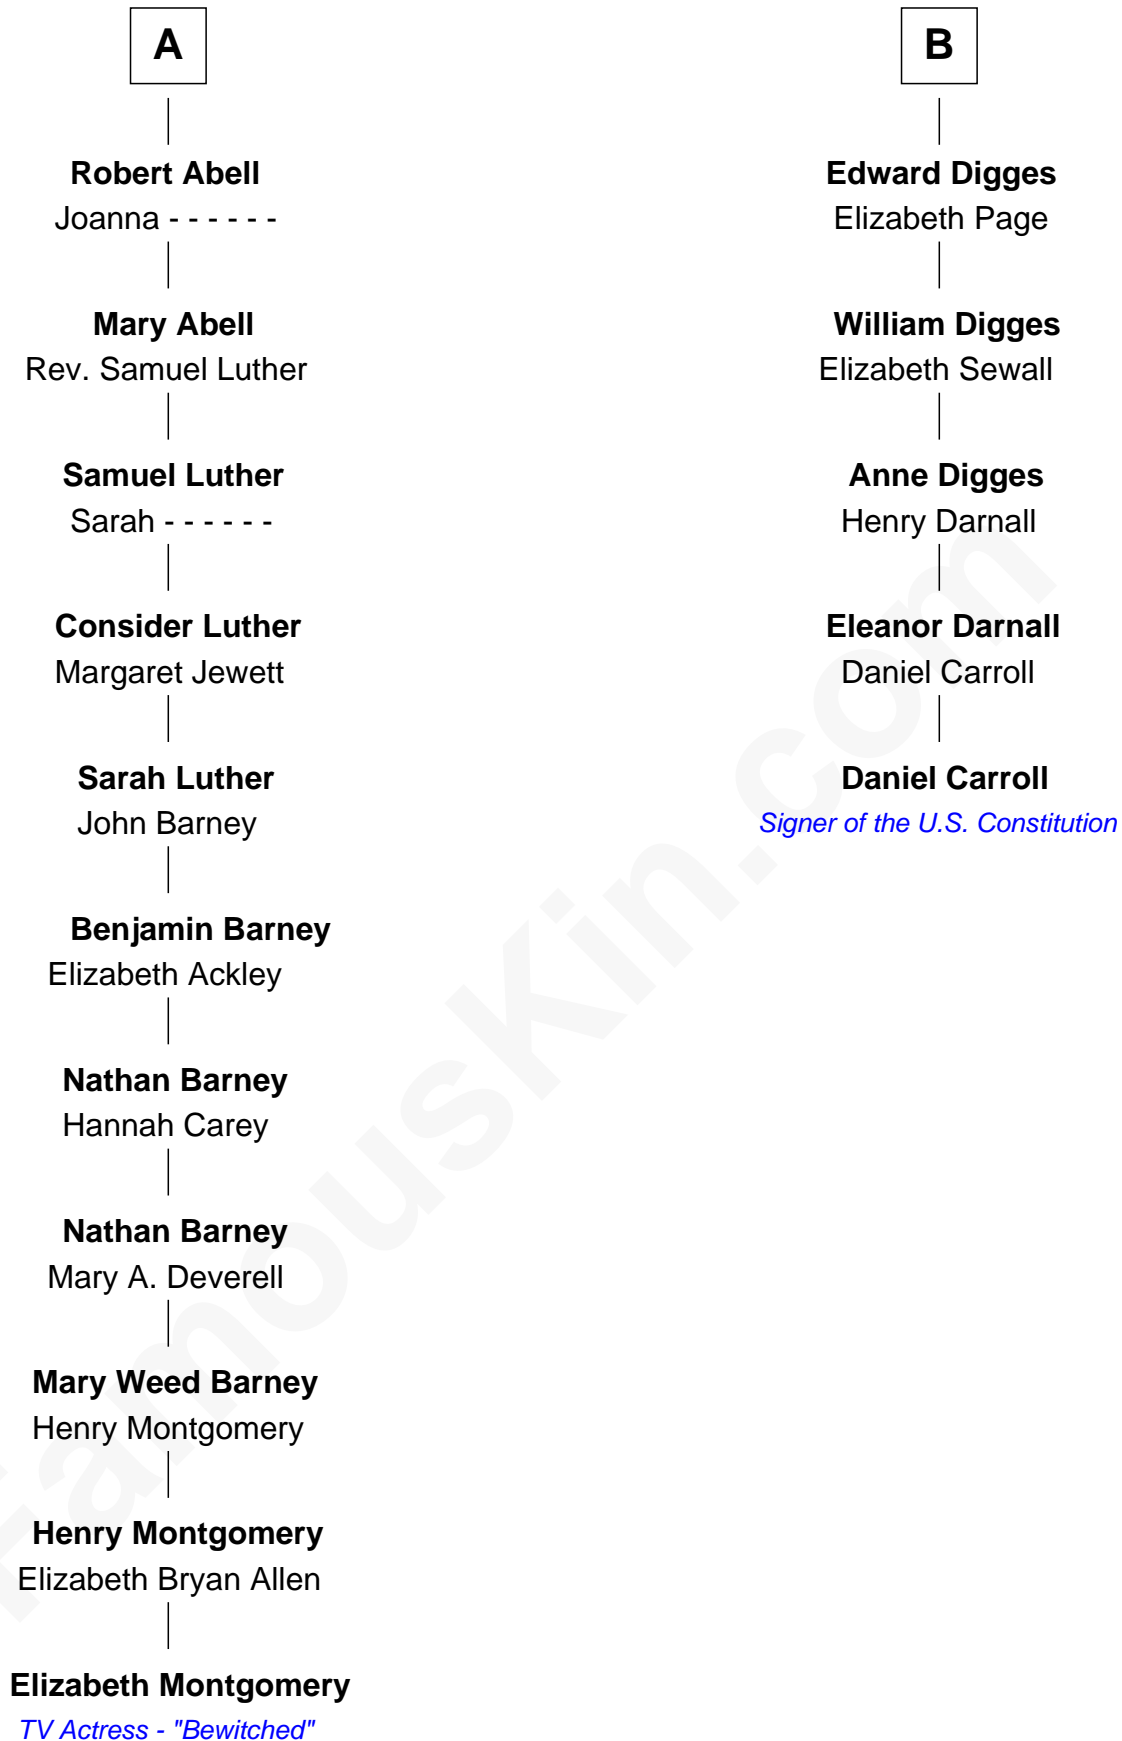 A
Robert Abell
Joanna - - - - - -
Mary Abell
Rev. Samuel Luther
Samuel Luther
Sarah - - - - - -
Consider Luther
Margaret Jewett
Sarah Luther
John Barney
Benjamin Barney
Elizabeth Ackley
Nathan Barney
Hannah Carey
Nathan Barney
Mary A. Deverell
Mary Weed Barney
Henry Montgomery
Henry Montgomery
Elizabeth Bryan Allen
Elizabeth Montgomery
TV Actress - "Bewitched"
B
Edward Digges
Elizabeth Page
William Digges
Elizabeth Sewall
Anne Digges
Henry Darnall
Eleanor Darnall
Daniel Carroll
Daniel Carroll
Signer of the U.S. Constitution
FamousKin.com